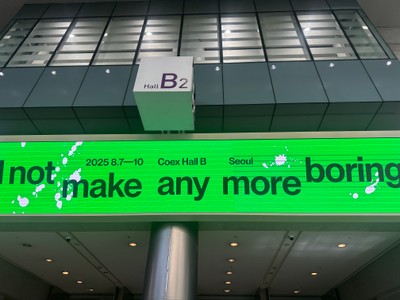 Hall B2
2025 8.7—10 Coex Hall B Seoul
not make any more boring